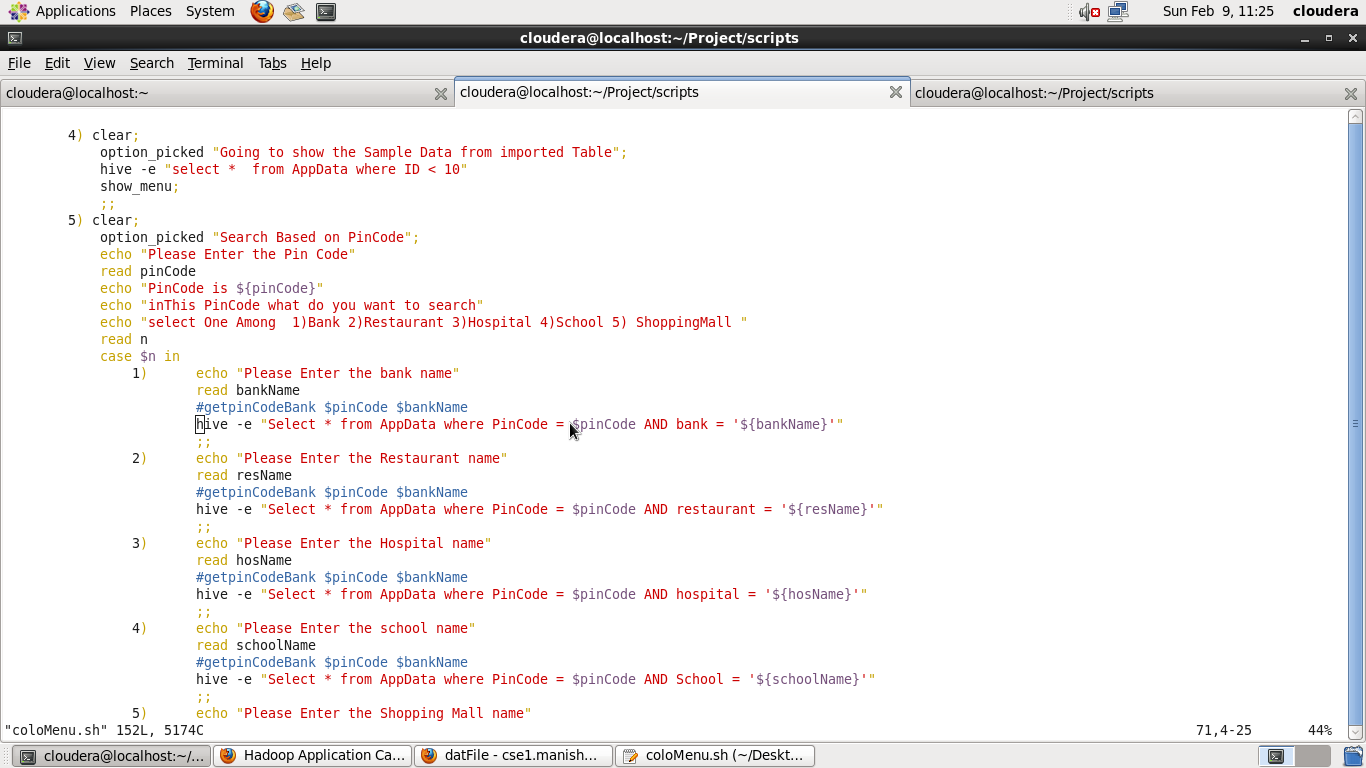 Applications Places System Sun Feb 9, 11:25 cloudera
cloudera@localhost:~/Project/scripts
File Edit View Search Terminal Tabs Help
cloudera@localhost:~ cloudera@localhost:~/Project/scripts cloudera@localhost:~/Project/scripts
4) clear;
option_picked "Going to show the Sample Data from imported Table";
hive -e "select *  from AppData where ID < 10"
show_menu;
;;
5) clear;
option_picked "Search Based on PinCode";
echo "Please Enter the Pin Code"
read pinCode
echo "PinCode is ${pinCode}"
echo "inThis PinCode what do you want to search"
echo "select One Among  1)Bank 2)Restaurant 3)Hospital 4)School 5) ShoppingMall "
read n
case $n in
1) echo "Please Enter the bank name"
read bankName
#getpinCodeBank $pinCode $bankName
hive -e "Select * from AppData where PinCode = $pinCode AND bank = '${bankName}'"
;;
2) echo "Please Enter the Restaurant name"
read resName
#getpinCodeBank $pinCode $bankName
hive -e "Select * from AppData where PinCode = $pinCode AND restaurant = '${resName}'"
;;
3) echo "Please Enter the Hospital name"
read hosName
#getpinCodeBank $pinCode $bankName
hive -e "Select * from AppData where PinCode = $pinCode AND hospital = '${hosName}'"
;;
4) echo "Please Enter the school name"
read schoolName
#getpinCodeBank $pinCode $bankName
hive -e "Select * from AppData where PinCode = $pinCode AND School = '${schoolName}'"
;;
5) echo "Please Enter the Shopping Mall name"
"coloMenu.sh" 152L, 5174C 71,4-25 44%
cloudera@localhost:~/... Hadoop Application Ca... datFile - cse1.manish... coloMenu.sh (~/Deskt...